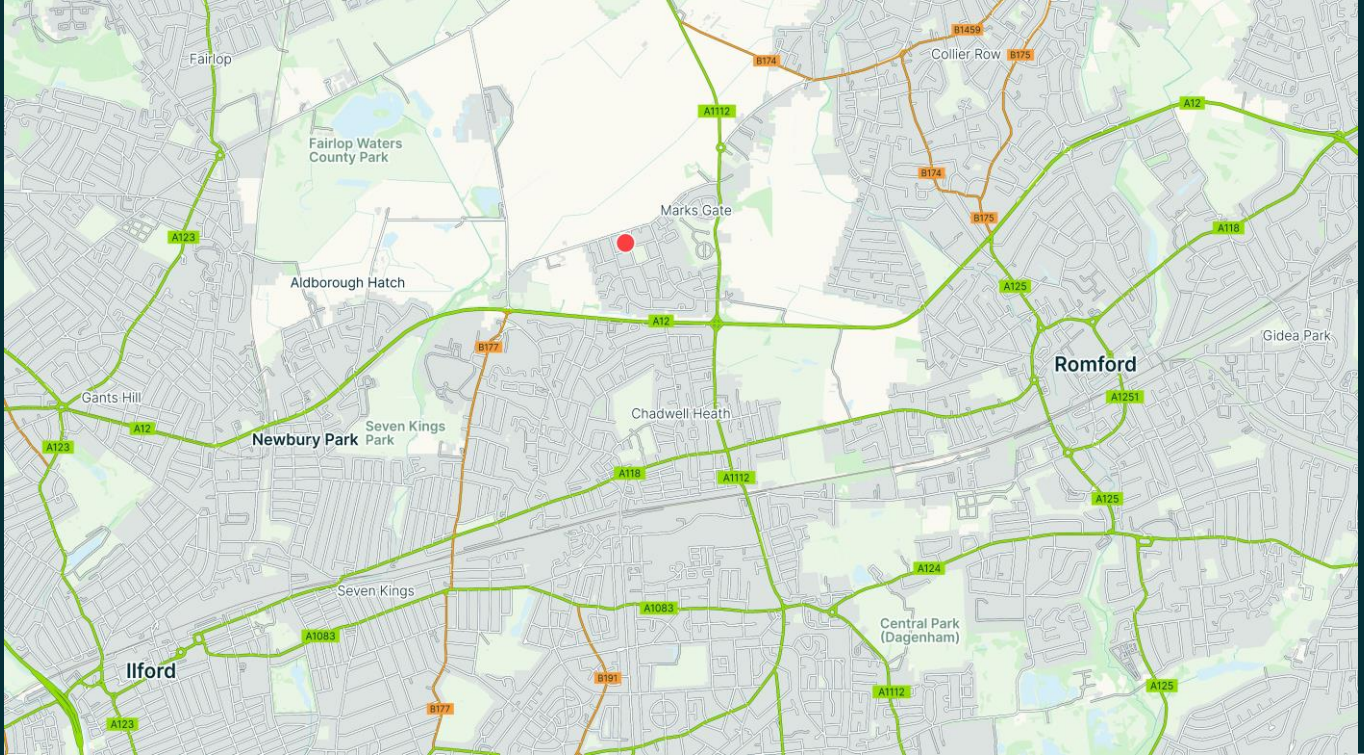 B1459
Collier Row
B175
Fairlop
B174
A12
A1112
Fairlop Waters
County Park
B174
Marks Gate
B175
A118
A123
Aldborough Hatch
A125
A12
Gidea Park
B177
Romford
Gants Hill
A1251
Chadwell Heath
A12
Seven Kings
Park
Newbury Park
A123
A118
A1112
A125
A124
Seven Kings
A1083
Central Park
(Dagenham)
A1083
Ilford
B191
A125
A1112
B177
A123